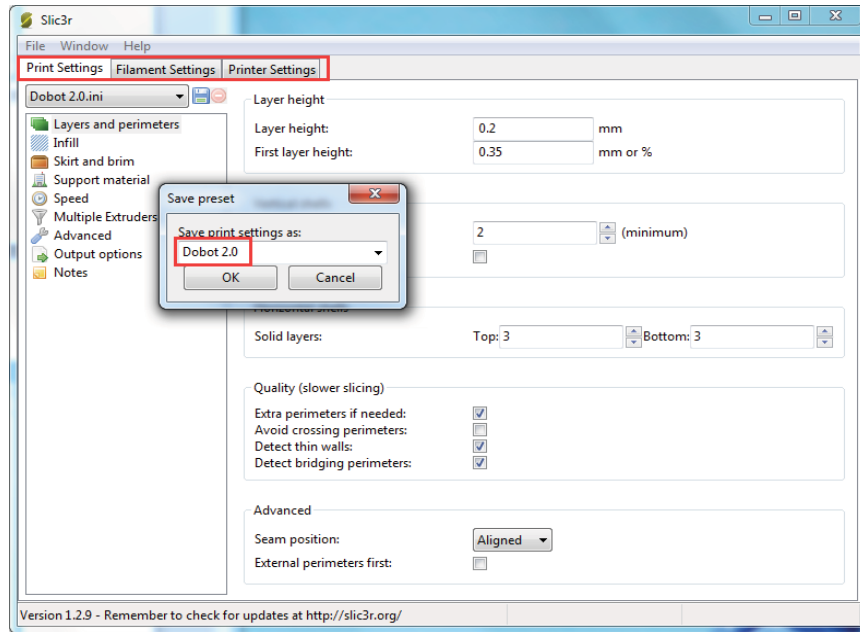 Slic3r
File Window Help
Print Settings Filament Settings Printer Settings
Dobot 2.0.ini
Layers and perimeters
Infill
Skirt and brim
Support material
Speed
Multiple Extruders
Advanced
Output options
Notes
Layer height
Layer height: 0.2 mm
First layer height: 0.35 mm or %
Save preset
Save print settings as:
Dobot 2.0
OK Cancel
2 (minimum)
Horizontal shells
Solid layers: Top: 3 Bottom: 3
Quality (slower slicing)
Extra perimeters if needed:
Avoid crossing perimeters:
Detect thin walls:
Detect bridging perimeters:
Advanced
Seam position: Aligned
External perimeters first:
Version 1.2.9 - Remember to check for updates at http://slic3r.org/